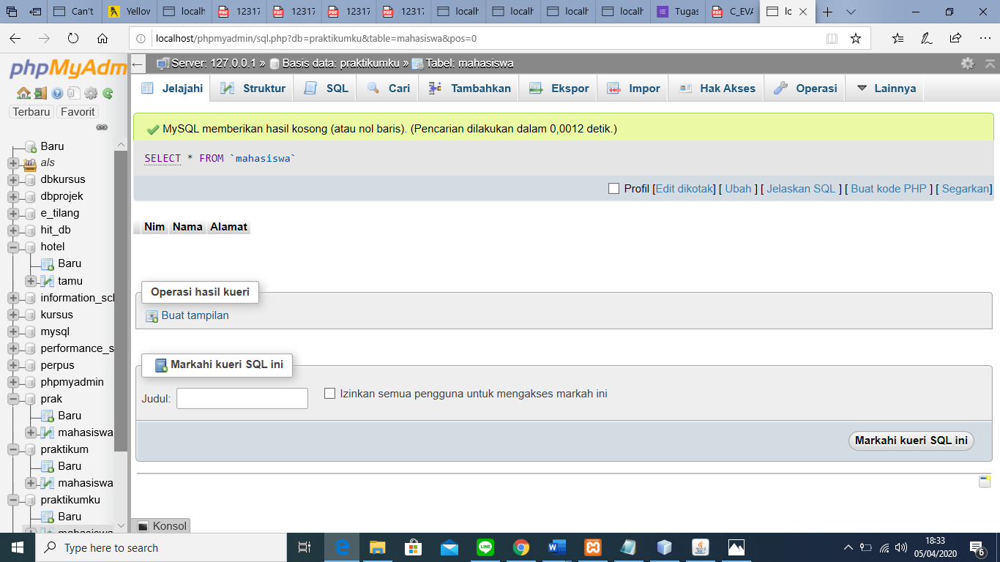 Can't
Yellov
localh
12317
12317
12317
12317
localh
localh
localh
localh
Tugas
C_EVA
lc
localhost/phpmyadmin/sql.php?db=praktikumku&table=mahasiswa&pos=0
phpMyAdm
Terbaru Favorit
Baru
als
dbkursus
dbprojek
e_tilang
hit_db
hotel
Baru
tamu
information_scl
kursus
mysql
performance_s
perpus
phpmyadmin
prak
Baru
mahasiswa
praktikum
Baru
mahasiswa
praktikumku
Baru
mahasiswa
Server: 127.0.0.1 » Basis data: praktikumku » Tabel: mahasiswa
Jelajahi Struktur SQL Cari Tambahkan Ekspor Impor Hak Akses Operasi Lainnya
MySQL memberikan hasil kosong (atau nol baris). (Pencarian dilakukan dalam 0,0012 detik.)
SELECT * FROM `mahasiswa`
Profil [Edit dikotak] [ Ubah ] [ Jelaskan SQL ] [ Buat kode PHP ] [ Segarkan]
Nim Nama Alamat
Operasi hasil kueri
Buat tampilan
Markahi kueri SQL ini
Judul:
Izinkan semua pengguna untuk mengakses markah ini
Markahi kueri SQL ini
Konsol
Type here to search
18:33
05/04/2020
6